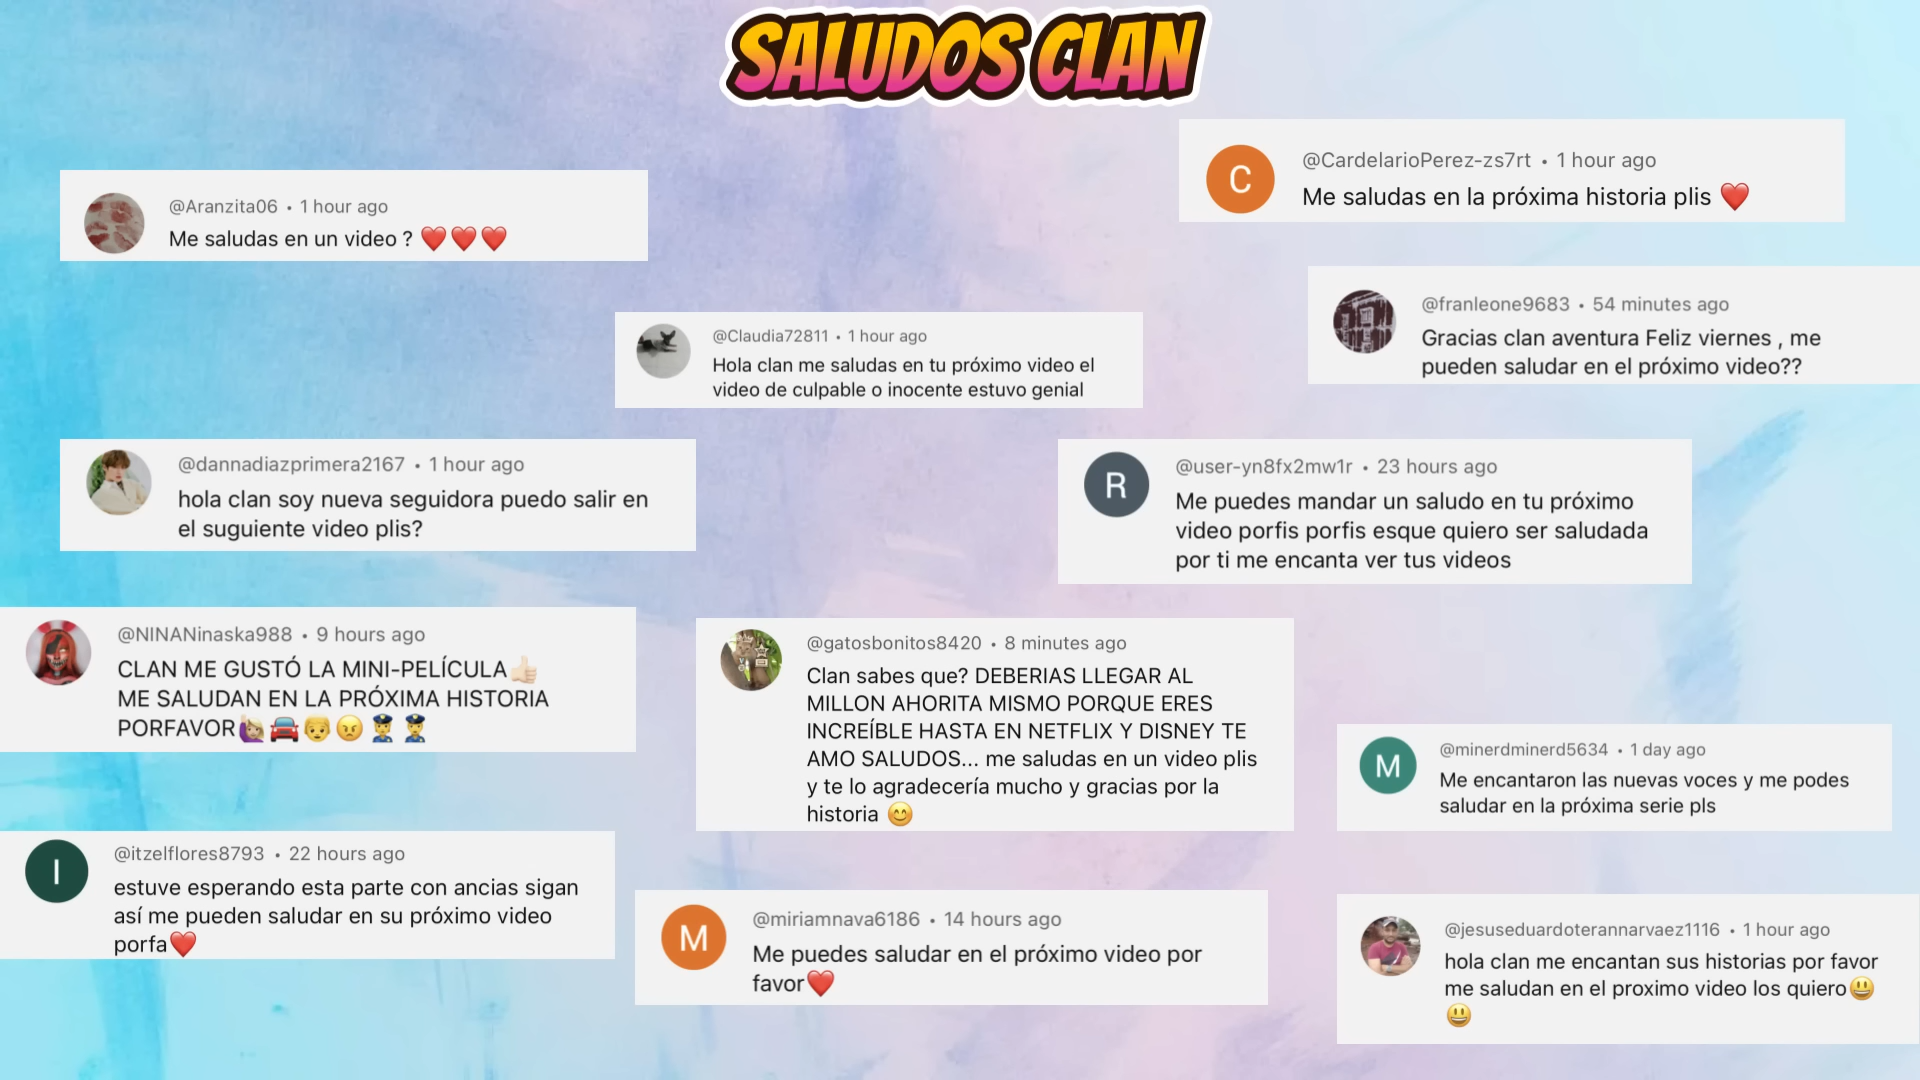 SALUDOS CLAN
@CardelarioPerez-zs7rt • 1 hour ago
Me saludas en la próxima historia plis ❤️
@Aranzita06 • 1 hour ago
Me saludas en un video ? ❤️❤️❤️
@franleone9683 • 54 minutes ago
Gracias clan aventura Feliz viernes , me
pueden saludar en el próximo video??
@Claudia72811 • 1 hour ago
Hola clan me saludas en tu próximo video el
video de culpable o inocente estuvo genial
@dannadiazprimera2167 • 1 hour ago
hola clan soy nueva seguidora puedo salir en
el suguiente video plis?
R
@user-yn8fx2mw1r • 23 hours ago
Me puedes mandar un saludo en tu próximo
video porfis porfis esque quiero ser saludada
por ti me encanta ver tus videos
@NINANinaska988 • 9 hours ago
CLAN ME GUSTÓ LA MINI-PELÍCULA👍🏻
ME SALUDAN EN LA PRÓXIMA HISTORIA
PORFAVOR🙋🏼‍♀️🚘👨‍🦳😠👮👮
@gatosbonitos8420 • 8 minutes ago
Clan sabes que? DEBERIAS LLEGAR AL
MILLON AHORITA MISMO PORQUE ERES
INCREÍBLE HASTA EN NETFLIX Y DISNEY TE
AMO SALUDOS... me saludas en un video plis
y te lo agradecería mucho y gracias por la
historia 😊
M
@minerdminerd5634 • 1 day ago
Me encantaron las nuevas voces y me podes
saludar en la próxima serie pls
I
@itzelflores8793 • 22 hours ago
estuve esperando esta parte con ancias sigan
así me pueden saludar en su próximo video
porfa❤️
M
@miriamnava6186 • 14 hours ago
Me puedes saludar en el próximo video por
favor❤️
@jesuseduardoterannarvaez1116 • 1 hour ago
hola clan me encantan sus historias por favor
me saludan en el proximo video los quiero😃
😃
C